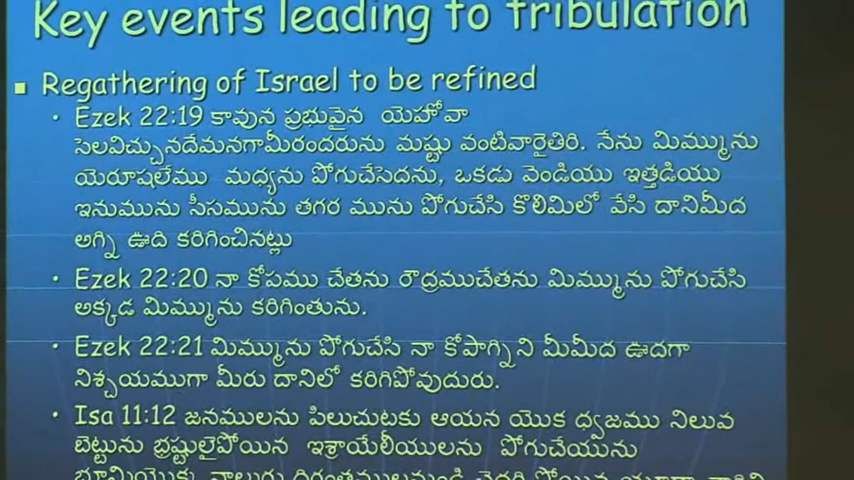 Key events leading to tribulation
Regathering of Israel to be refined
Ezek 22:19 కావున ప్రభువైన యెహోవా
సెలవిచ్చునదేమనగామీరందరును మష్టు వంటివారైతిరి. నేను మిమ్మును
యెరూషలేము మధ్యను పోగుచేసెదను, ఒకడు వెండియు ఇత్తడియు
ఇనుమును సీసమును తగర మును పోగుచేసి కొలిమిలో వేసి దానిమీద
అగ్ని ఊది కరిగించినట్లు
Ezek 22:20 నా కోపము చేతను రౌద్రముచేతను మిమ్మును పోగుచేసి
అక్కడ మిమ్మును కరిగింతును.
Ezek 22:21 మిమ్మును పోగుచేసి నా కోపాగ్నిని మీమీద ఊదగా
నిశ్చయముగా మీరు దానిలో కరిగిపోవుదురు.
Isa 11:12 జనములను పిలుచుటకు ఆయన యొక ధ్వజము నిలువ
బెట్టును భ్రష్టులైపోయిన ఇశ్రాయేలీయులను పోగుచేయును
భూమియొక్క నాలుగు దిగంతములనుండి చెదరి పోయిన యూదా వారిని